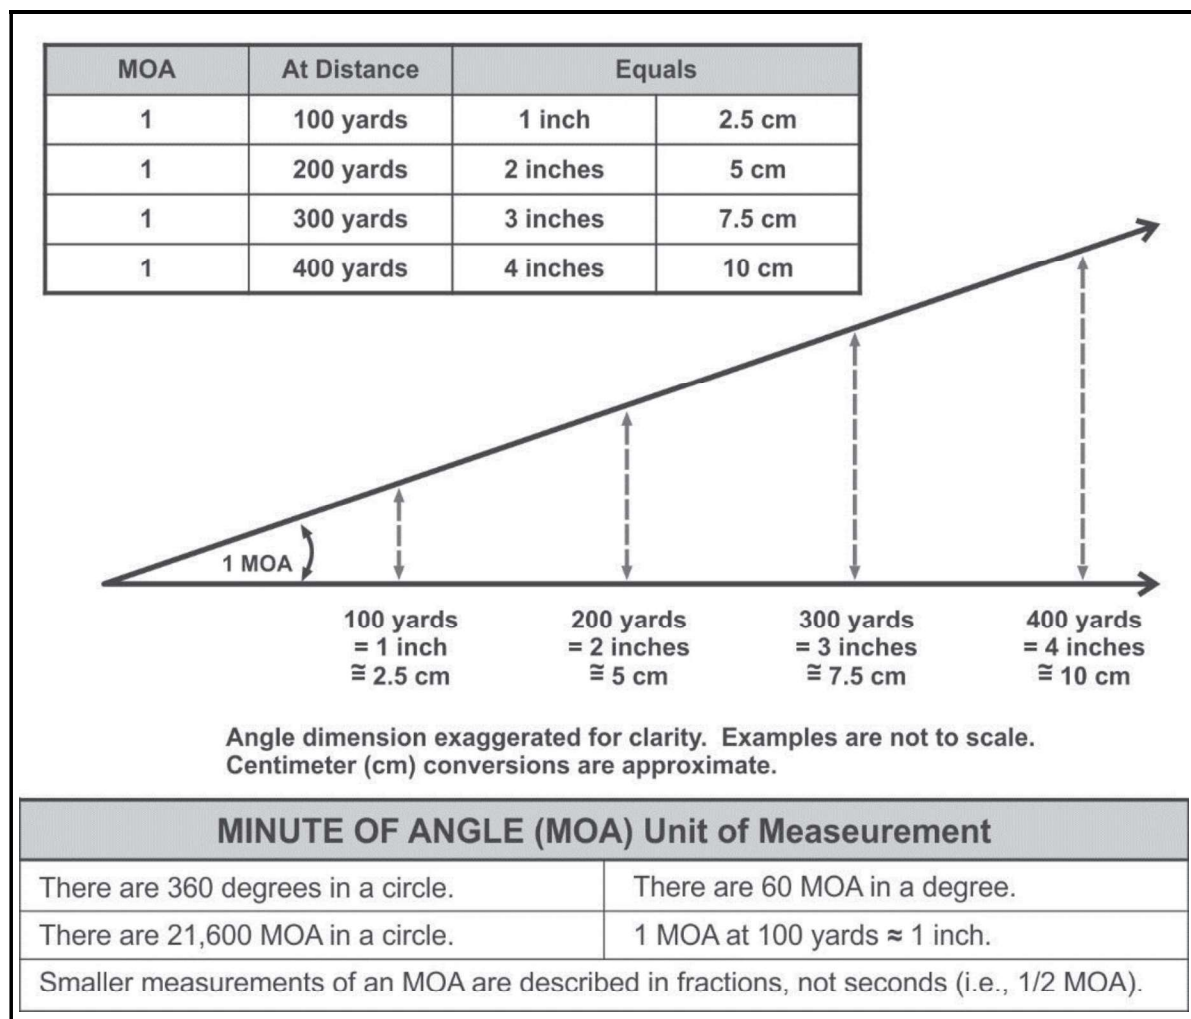 MOA At Distance Equals
1 100 yards 1 inch 2.5 cm
1 200 yards 2 inches 5 cm
1 300 yards 3 inches 7.5 cm
1 400 yards 4 inches 10 cm
1 MOA
100 yards
= 1 inch
≅ 2.5 cm
200 yards
= 2 inches
≅ 5 cm
300 yards
= 3 inches
≅ 7.5 cm
400 yards
= 4 inches
≅ 10 cm
Angle dimension exaggerated for clarity. Examples are not to scale.
Centimeter (cm) conversions are approximate.
MINUTE OF ANGLE (MOA) Unit of Measeurement
There are 360 degrees in a circle. There are 60 MOA in a degree.
There are 21,600 MOA in a circle. 1 MOA at 100 yards ≈ 1 inch.
Smaller measurements of an MOA are described in fractions, not seconds (i.e., 1/2 MOA).